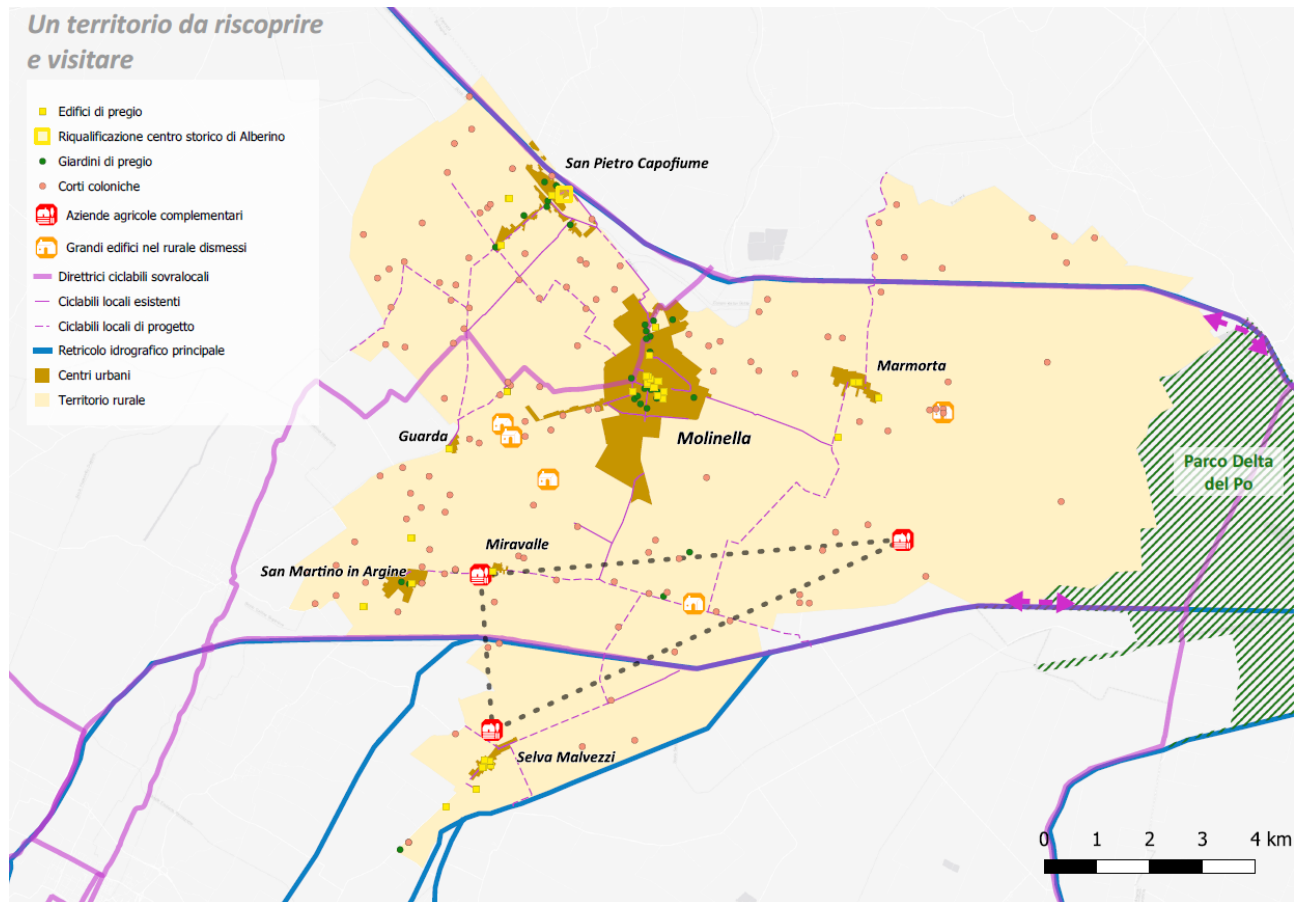 Un territorio da riscoprire
e visitare
Edifici di pregio
Riqualificazione centro storico di Alberino
Giardini di pregio
Corti coloniche
Aziende agricole complementari
Grandi edifici nel rurale dismessi
Direttrici ciclabili sovralocali
Ciclabili locali esistenti
Ciclabili locali di progetto
Retricolo idrografico principale
Centri urbani
Territorio rurale
San Pietro Capofiume
Marmorta
Guarda
Molinella
Parco Delta
del Po
Miravalle
San Martino in Argine
Selva Malvezzi
0 1 2 3 4 km